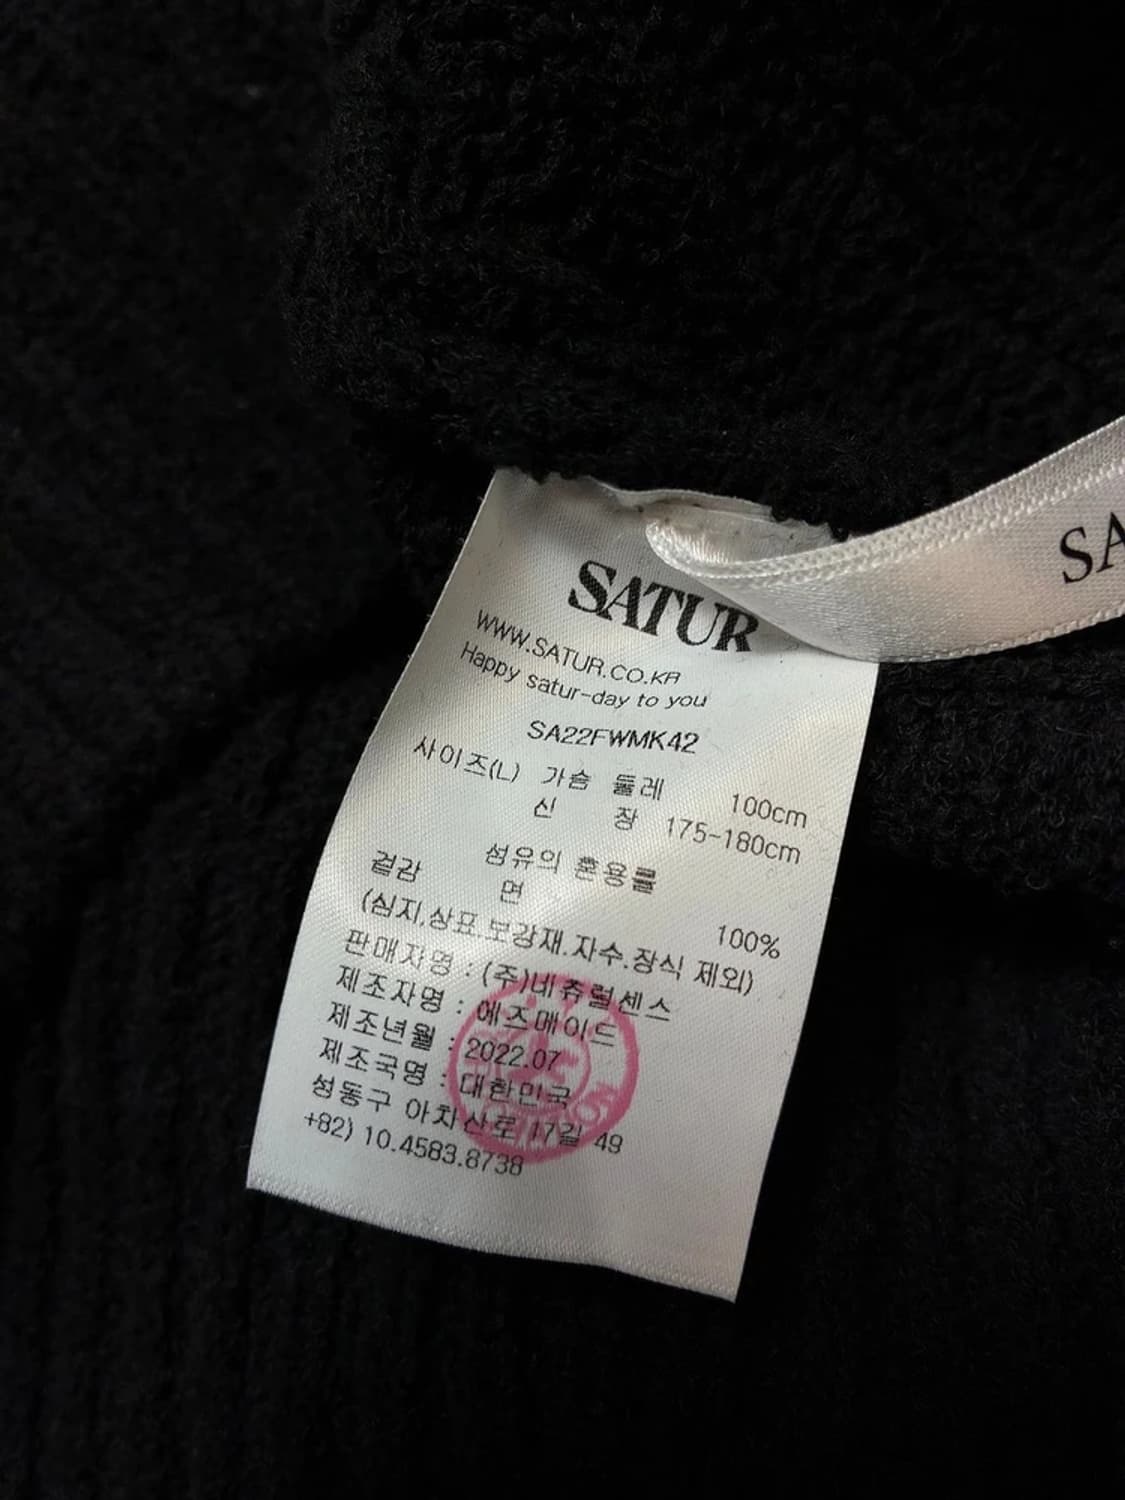 SATUR
SA
WWW.SATUR.CO.KR
Happy satur-day to you
SA22FWMK42
사이즈(L) 가슴 둘레 100cm
신 장 175-180cm
섬유의 혼용률
겉감 면 100%
(심지,상표,보강재,자수,장식 제외)
판매자명 : (주)네츄럴센스
제조자명 : 에즈메이드
제조년월 : 2022.07
제조국명 : 대한민국
성동구 아차산로 17길 49
+82) 10.4583.8738